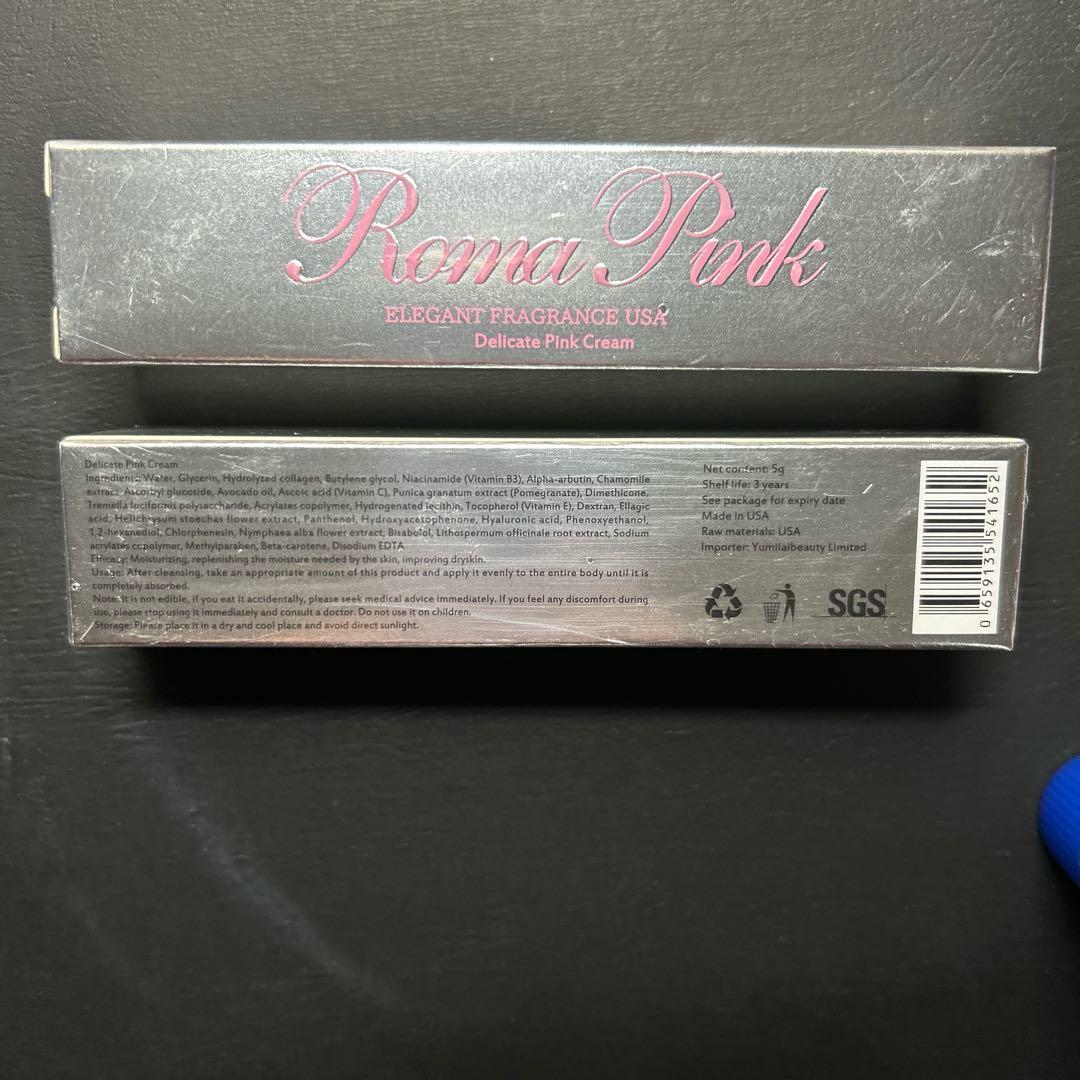 Roma Pink
ELEGANT FRAGRANCE USA
Delicate Pink Cream
Delicate Pink Cream
Ingredients: Water, Glycerin, Hydrolyzed collagen, Butylene glycol, Niacinamide (Vitamin B3), Alpha-arbutin, Chamomile
extract, Ascorbyl glucoside, Avocado oil, Ascoic acid (Vitamin C), Punica granatum extract (Pomegranate), Dimethicone,
Tremella fuciformis polysaccharide, Acrylates copolymer, Hydrogenated lecithin, Tocopherol (Vitamin E), Dextran, Ellagic
acid, Helichrysum stoechas flower extract, Panthenol, Hydroxyacetophenone, Hyaluronic acid, Phenoxyethanol,
1,2-hexanediol, Chlorphenesin, Nymphaea alba flower extract, Bisabolol, Lithospermum officinale root extract, Sodium
acrylates copolymer, Methylparaben, Beta-carotene, Disodium EDTA
Efficacy: Moisturizing, replenishing the moisture needed by the skin, improving dryskin.
Usage: After cleansing, take an appropriate amount of this product and apply it evenly to the entire body until it is
completely absorbed.
Note: It is not edible, if you eat it accidentally, please seek medical advice immediately. If you feel any discomfort during
use, please stop using it immediately and consult a doctor. Do not use it on children.
Storage: Please place it in a dry and cool place and avoid direct sunlight.
Net content: 5g
Shelf life: 3 years
See package for expiry date
Made in USA
Raw materials: USA
Importer: Yumilaibeauty Limited
SGS
0 659135 541652